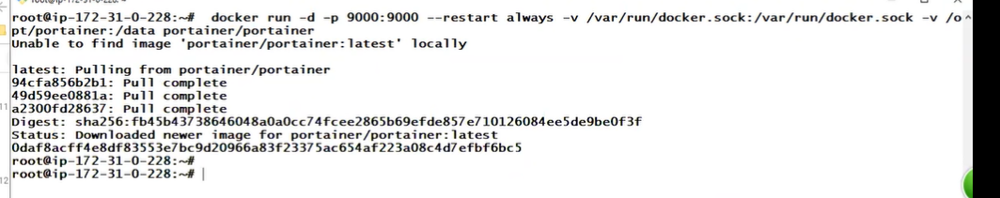 root@ip-172-31-0-228:~# docker run -d -p 9000:9000 --restart always -v /var/run/docker.sock:/var/run/docker.sock -v /o
pt/portainer:/data portainer/portainer
Unable to find image 'portainer/portainer:latest' locally
latest: Pulling from portainer/portainer
94cfa856b2b1: Pull complete
49d59ee0881a: Pull complete
a2300fd28637: Pull complete
Digest: sha256:fb45b43738646048a0a0cc74fcee2865b69efde857e710126084ee5de9be0f3f
Status: Downloaded newer image for portainer/portainer:latest
0daf8acff4e8df83553e7bc9d20966a83f23375ac654af223a08c4d7efbf6bc5
root@ip-172-31-0-228:~#
root@ip-172-31-0-228:~#